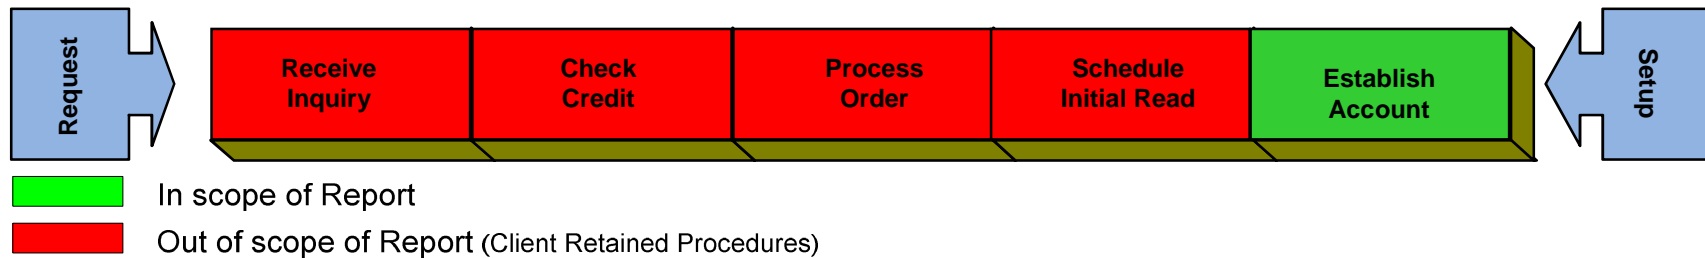 Request
Receive
Inquiry
Check
Credit
Process
Order
Schedule
Initial Read
Establish
Account
Setup
In scope of Report
Out of scope of Report (Client Retained Procedures)